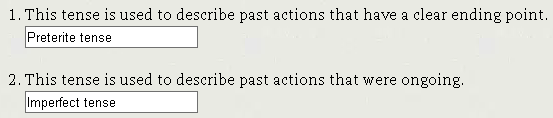 1. This tense is used to describe past actions that have a clear ending point.
Preterite tense
2. This tense is used to describe past actions that were ongoing.
Imperfect tense